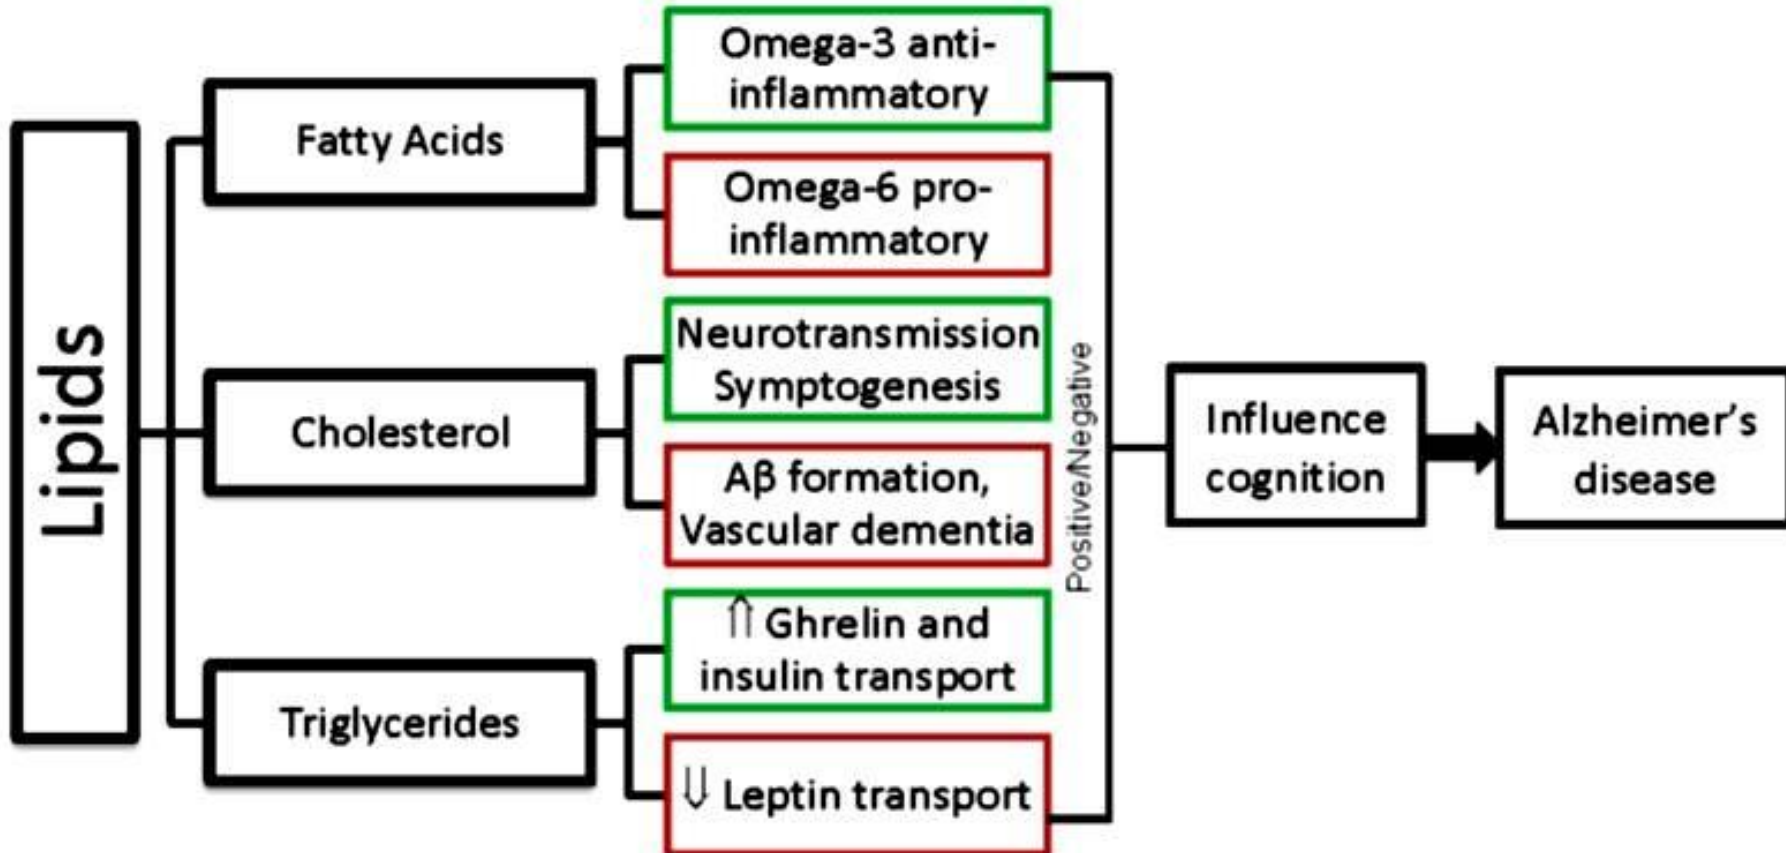 Lipids
Fatty Acids
Omega-3 anti-
inflammatory
Omega-6 pro-
inflammatory
Cholesterol
Neurotransmission
Symptogenesis
Aβ formation,
Vascular dementia
Triglycerides
⇑ Ghrelin and
insulin transport
⇓ Leptin transport
Positive/Negative
Influence
cognition
Alzheimer's
disease